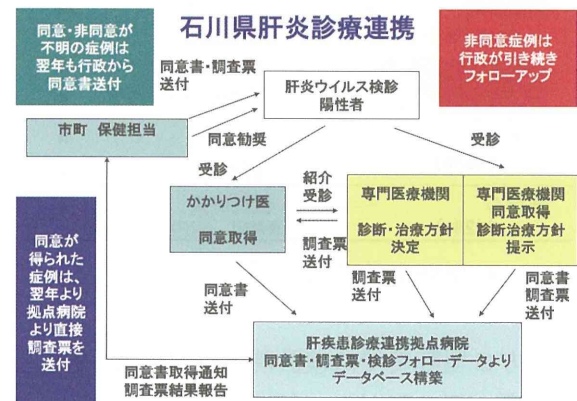 石川県肝炎診療連携
同意・非同意が
不明の症例は
翌年も行政から
同意書送付
同意書・調査票
送付
肝炎ウイルス検診
陽性者
非同意症例は
行政が引き続き
フォローアップ
市町 保健担当
同意勧奨
受診
受診
かかりつけ医
同意取得
紹介
受診
調査票
送付
専門医療機関
診断・治療方針
決定
専門医療機関
同意取得
診断治療方針
提示
同意が
得られた
症例は、
翌年より
拠点病院
より直接
調査票を
送付
同意書
送付
調査票
送付
同意書
調査票
送付
肝疾患診療連携拠点病院
同意書・調査票・検診フォローデータより
データベース構築
同意書取得通知
調査票結果報告